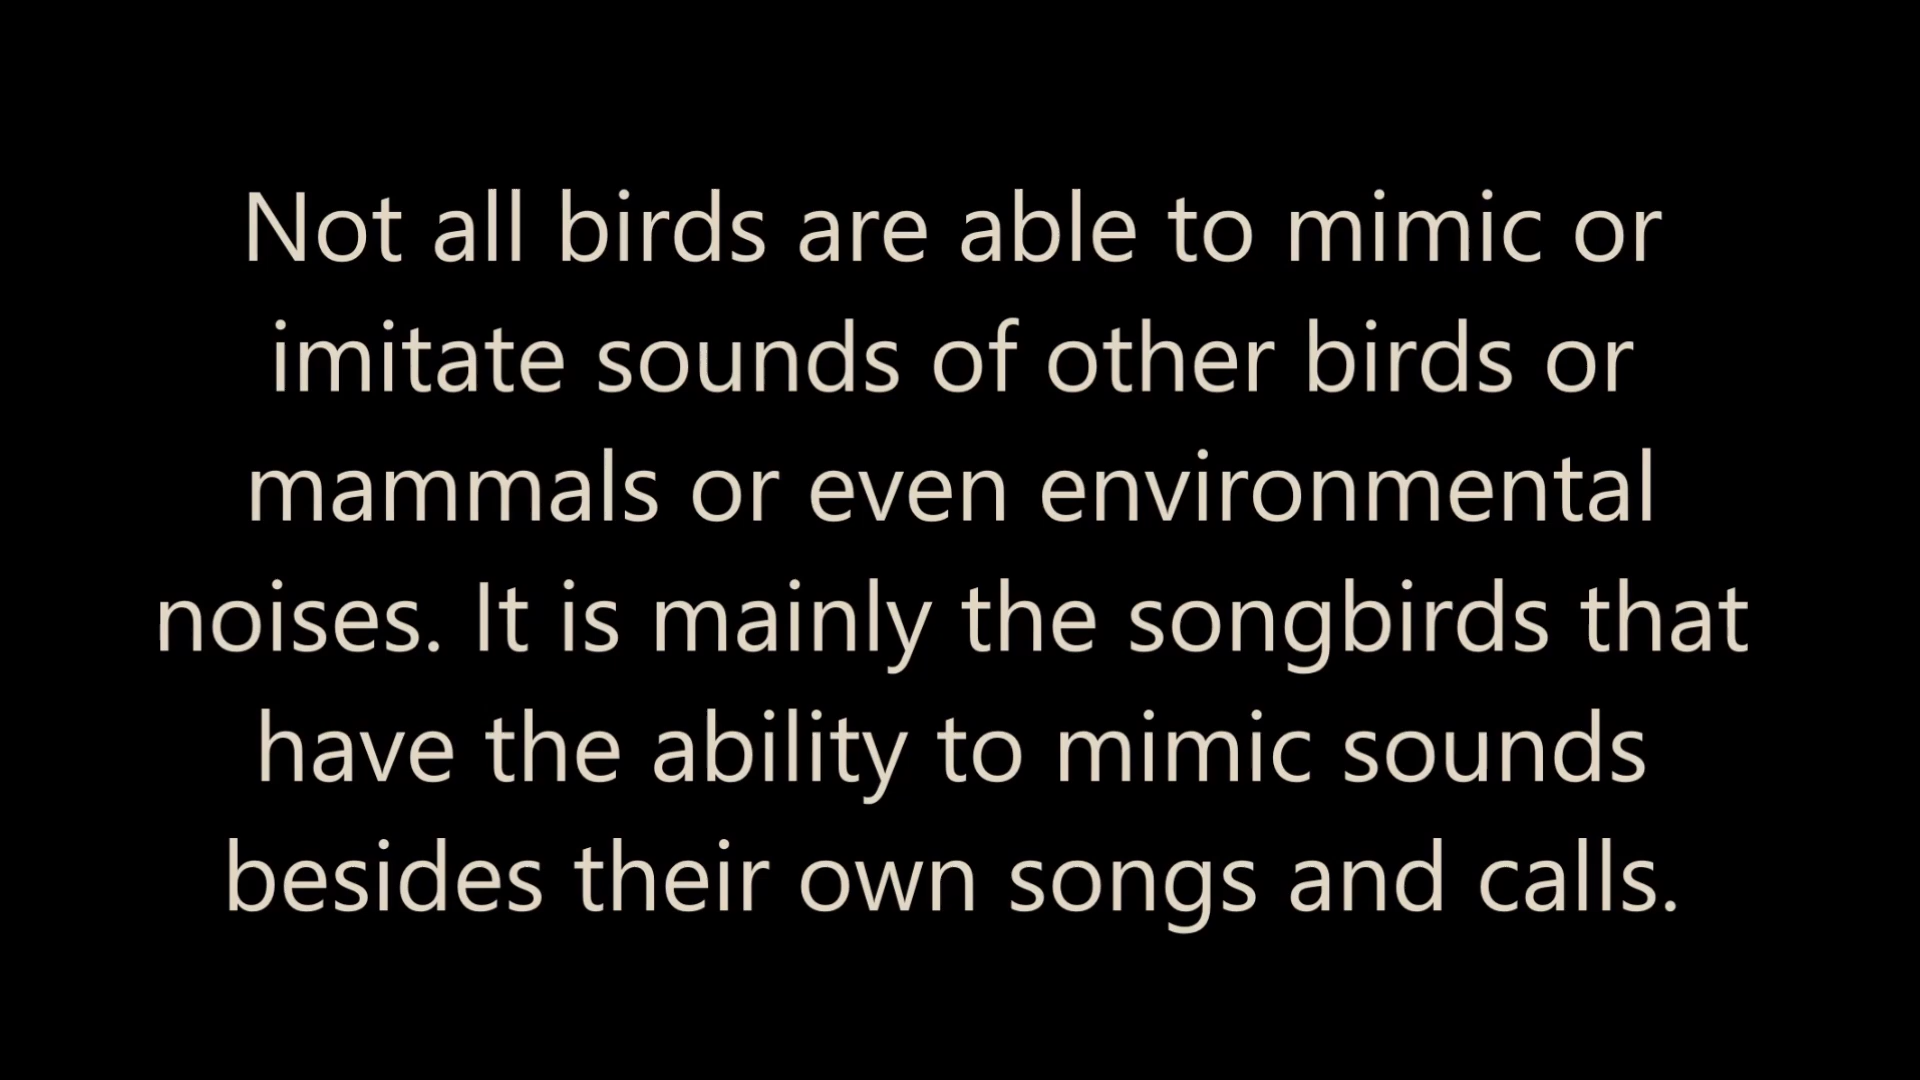 Not all birds are able to mimic or
imitate sounds of other birds or
mammals or even environmental
noises. It is mainly the songbirds that
have the ability to mimic sounds
besides their own songs and calls.